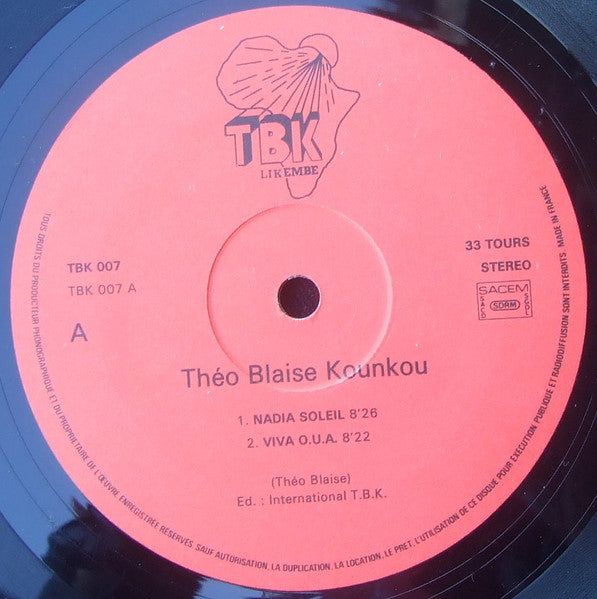 TBK
LIKEMBE
TBK 007
TBK 007 A
A
33 TOURS
STEREO
SACEM
SACD
SDRM
SGDL
Théo Blaise Kounkou
1. NADIA SOLEIL 8'26
2. VIVA O.U.A. 8'22
(Théo Blaise)
Ed. : International T.B.K.
TOUS DROITS DU PRODUCTEUR PHONOGRAPHIQUE ET DU PROPRIETAIRE DE L'ŒUVRE ENREGISTREE RESERVES SAUF AUTORISATION, LA DUPLICATION, LA LOCATION, LE PRET, L'UTILISATION DE CE DISQUE POUR EXECUTION PUBLIQUE ET RADIODIFFUSION SONT INTERDITS. MADE IN FRANCE